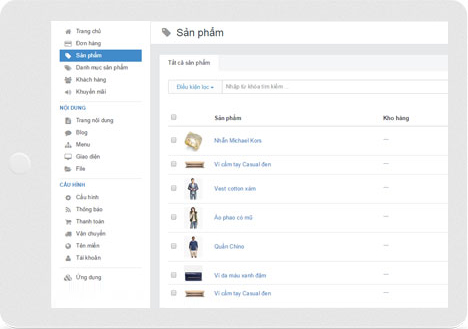 Trang chủ
Đơn hàng
Sản phẩm
Danh mục sản phẩm
Khách hàng
Khuyến mãi
NỘI DUNG
Trang nội dung
Blog
Menu
Giao diện
File
CẤU HÌNH
Cấu hình
Thông báo
Thanh toán
Vận chuyển
Tên miền
Tài khoản
Ứng dụng
Sản phẩm
Tất cả sản phẩm
Điều kiện lọc
Nhập từ khóa tìm kiếm ...
Sản phẩm Kho hàng
Nhẫn Michael Kors ---
Ví cầm tay Casual đen ---
Vest cotton xám ---
Áo phao có mũ ---
Quần Chino ---
Ví da màu xanh đậm ---
Ví cầm tay Casual đen ---